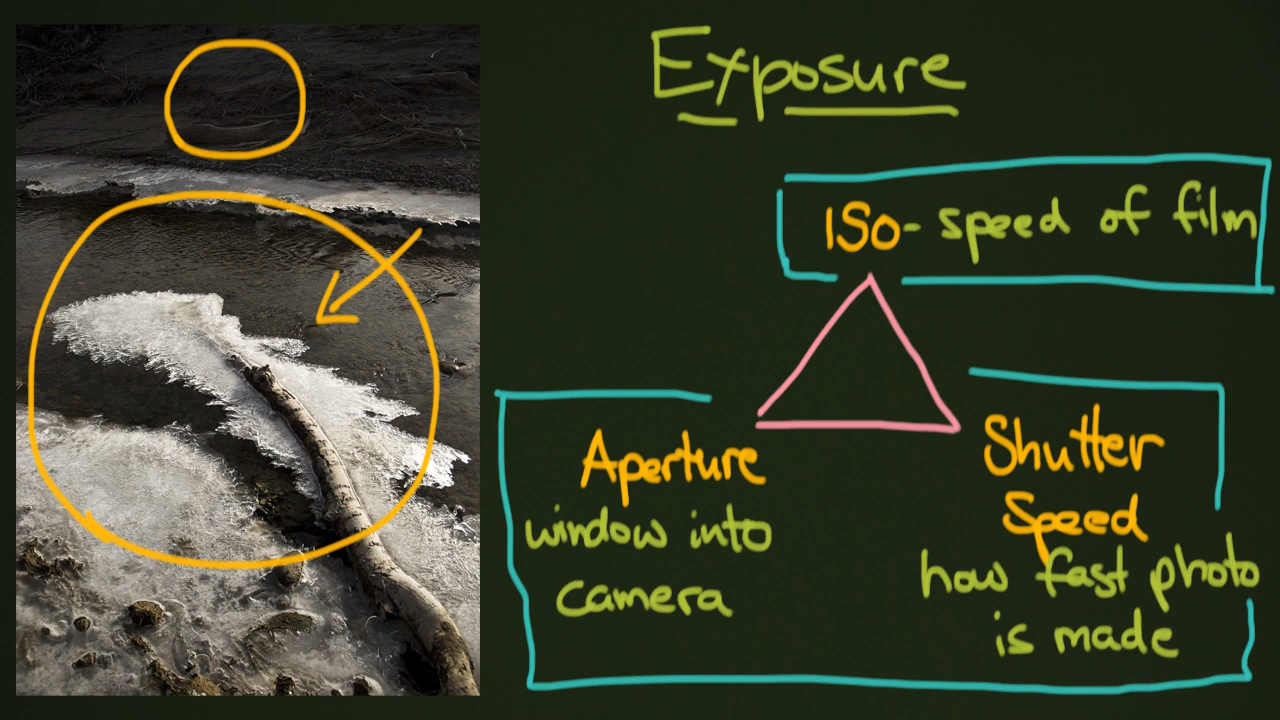 Exposure
ISO - speed of film
Aperture
window into
camera
Shutter
Speed
how fast photo
is made